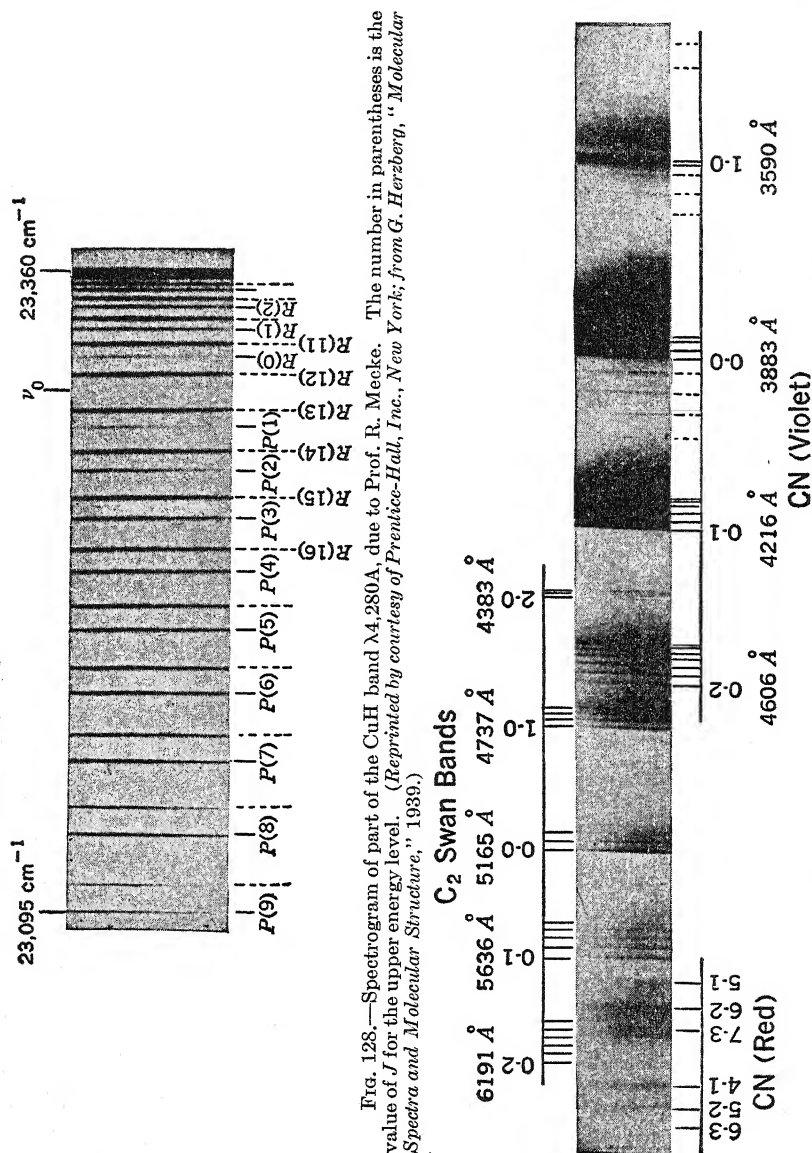 23,095 cm⁻¹ ν₀ 23,360 cm⁻¹
P(9) P(8) P(7) P(6) P(5) P(4) P(3) P(2) P(1)
R(16) R(15) R(14) R(13) R(12) R(0) R(11) R(1) R(2)
FIG. 128.—Spectrogram of part of the CuH band λ4,280A, due to Prof. R. Mecke. The number in parentheses is the
value of J for the upper energy level. (Reprinted by courtesy of Prentice-Hall, Inc., New York; from G. Herzberg, "Molecular
Spectra and Molecular Structure," 1939.)
C₂ Swan Bands
6191 Å 5636 Å 5165 Å 4737 Å 4383 Å
0-2 0-1 0-0 1-0 2-0
6-3 5-2 4-1 7-3 6-2 5-1
CN (Red)
0-2 0-1 0-0 1-0
4606 Å 4216 Å 3883 Å 3590 Å
CN (Violet)